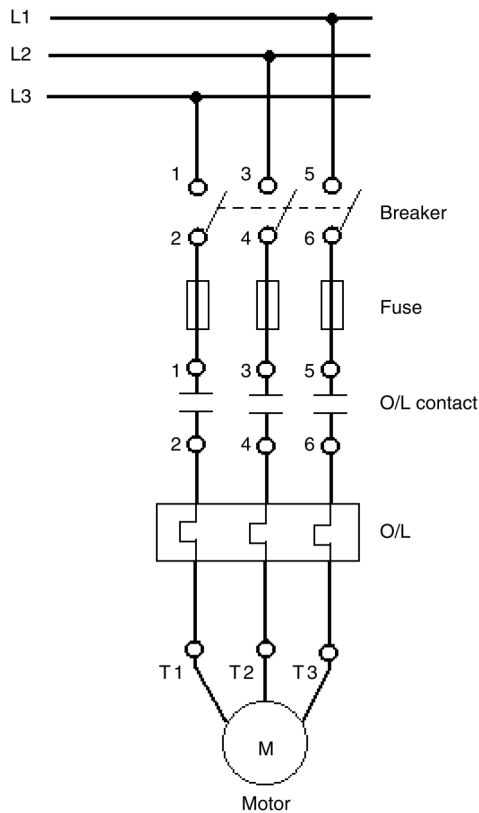 L1
L2
L3
1 3 5
Breaker
2 4 6
Fuse
1 3 5
O/L contact
2 4 6
O/L
T1 T2 T3
M
Motor